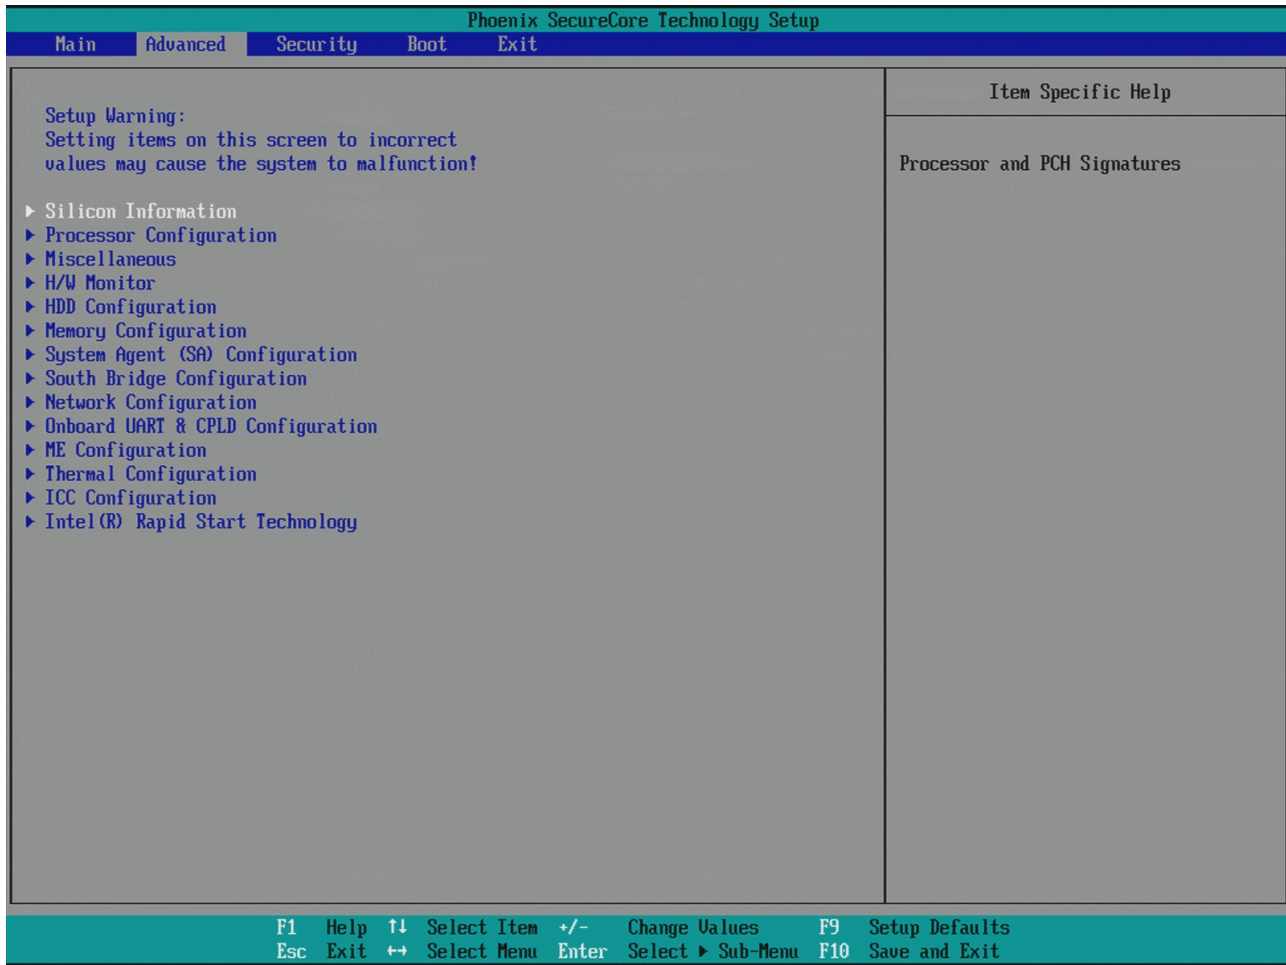 Phoenix SecureCore Technology Setup
Main Advanced Security Boot Exit
Item Specific Help
Setup Warning:
Setting items on this screen to incorrect
values may cause the system to malfunction!
Processor and PCH Signatures
▶ Silicon Information
▶ Processor Configuration
▶ Miscellaneous
▶ H/W Monitor
▶ HDD Configuration
▶ Memory Configuration
▶ System Agent (SA) Configuration
▶ South Bridge Configuration
▶ Network Configuration
▶ Onboard UART & CPLD Configuration
▶ ME Configuration
▶ Thermal Configuration
▶ ICC Configuration
▶ Intel(R) Rapid Start Technology
F1 Help ↑↓ Select Item +/- Change Values F9 Setup Defaults
Esc Exit ↔ Select Menu Enter Select ▶ Sub-Menu F10 Save and Exit